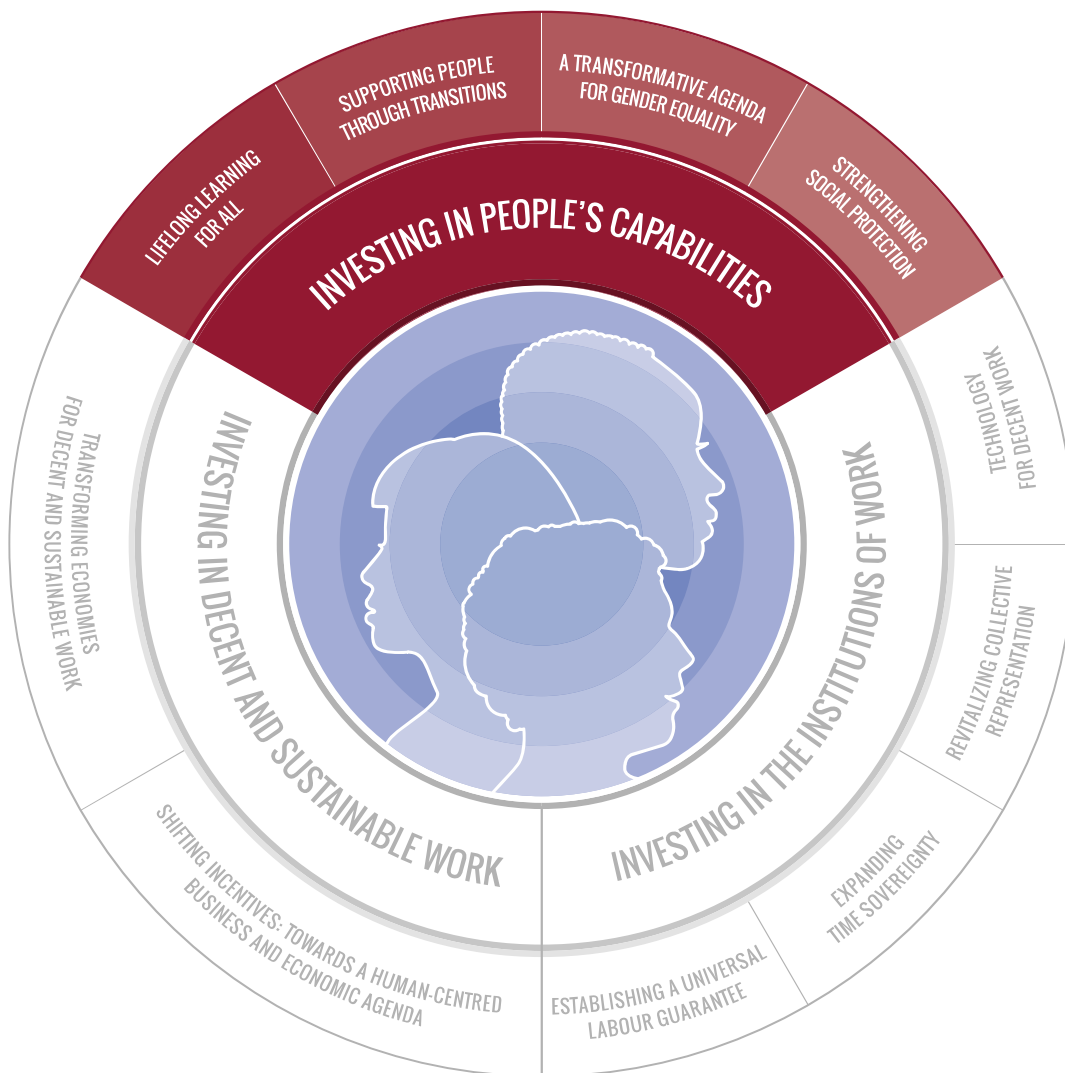 LIFELONG LEARNING
FOR ALL
SUPPORTING PEOPLE
THROUGH TRANSITIONS
A TRANSFORMATIVE AGENDA
FOR GENDER EQUALITY
STRENGTHENING
SOCIAL PROTECTION
INVESTING IN PEOPLE'S CAPABILITIES
TECHNOLOGY
FOR DECENT WORK
REVITALIZING COLLECTIVE
REPRESENTATION
EXPANDING
TIME SOVEREIGNTY
ESTABLISHING A UNIVERSAL
LABOUR GUARANTEE
INVESTING IN THE INSTITUTIONS OF WORK
TRANSFORMING ECONOMIES
FOR DECENT AND SUSTAINABLE WORK
SHIFTING INCENTIVES: TOWARDS A HUMAN-CENTRED
BUSINESS AND ECONOMIC AGENDA
INVESTING IN DECENT AND SUSTAINABLE WORK